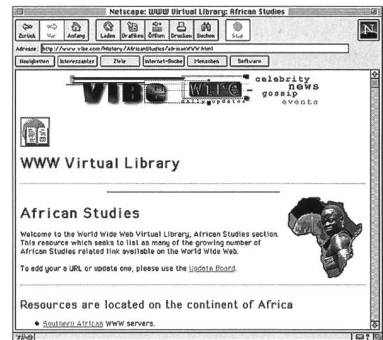 Netscape: WWW Virtual Library: African Studies
Zurück Vor Anfang Laden Grafiken Öffnen Drucken Suchen Stop
Adresse: http://www.vibe.com/History/AfricanStudies/africanWWW.html
Neuigkeiten Interessantes Ziele Internet-Suche Menschen Software
VIBE WIRE
daily updates
celebrity
news
gossip
events
WWW Virtual Library
African Studies
Welcome to the World Wide Web Virtual Library, African Studies section.
This resource which seeks to list as many of the growing number of
African Studies related link available on the World Wide Web.
To add your a URL or update one, please use the Update Board.
Resources are located on the continent of Africa
• Southern African WWW servers.